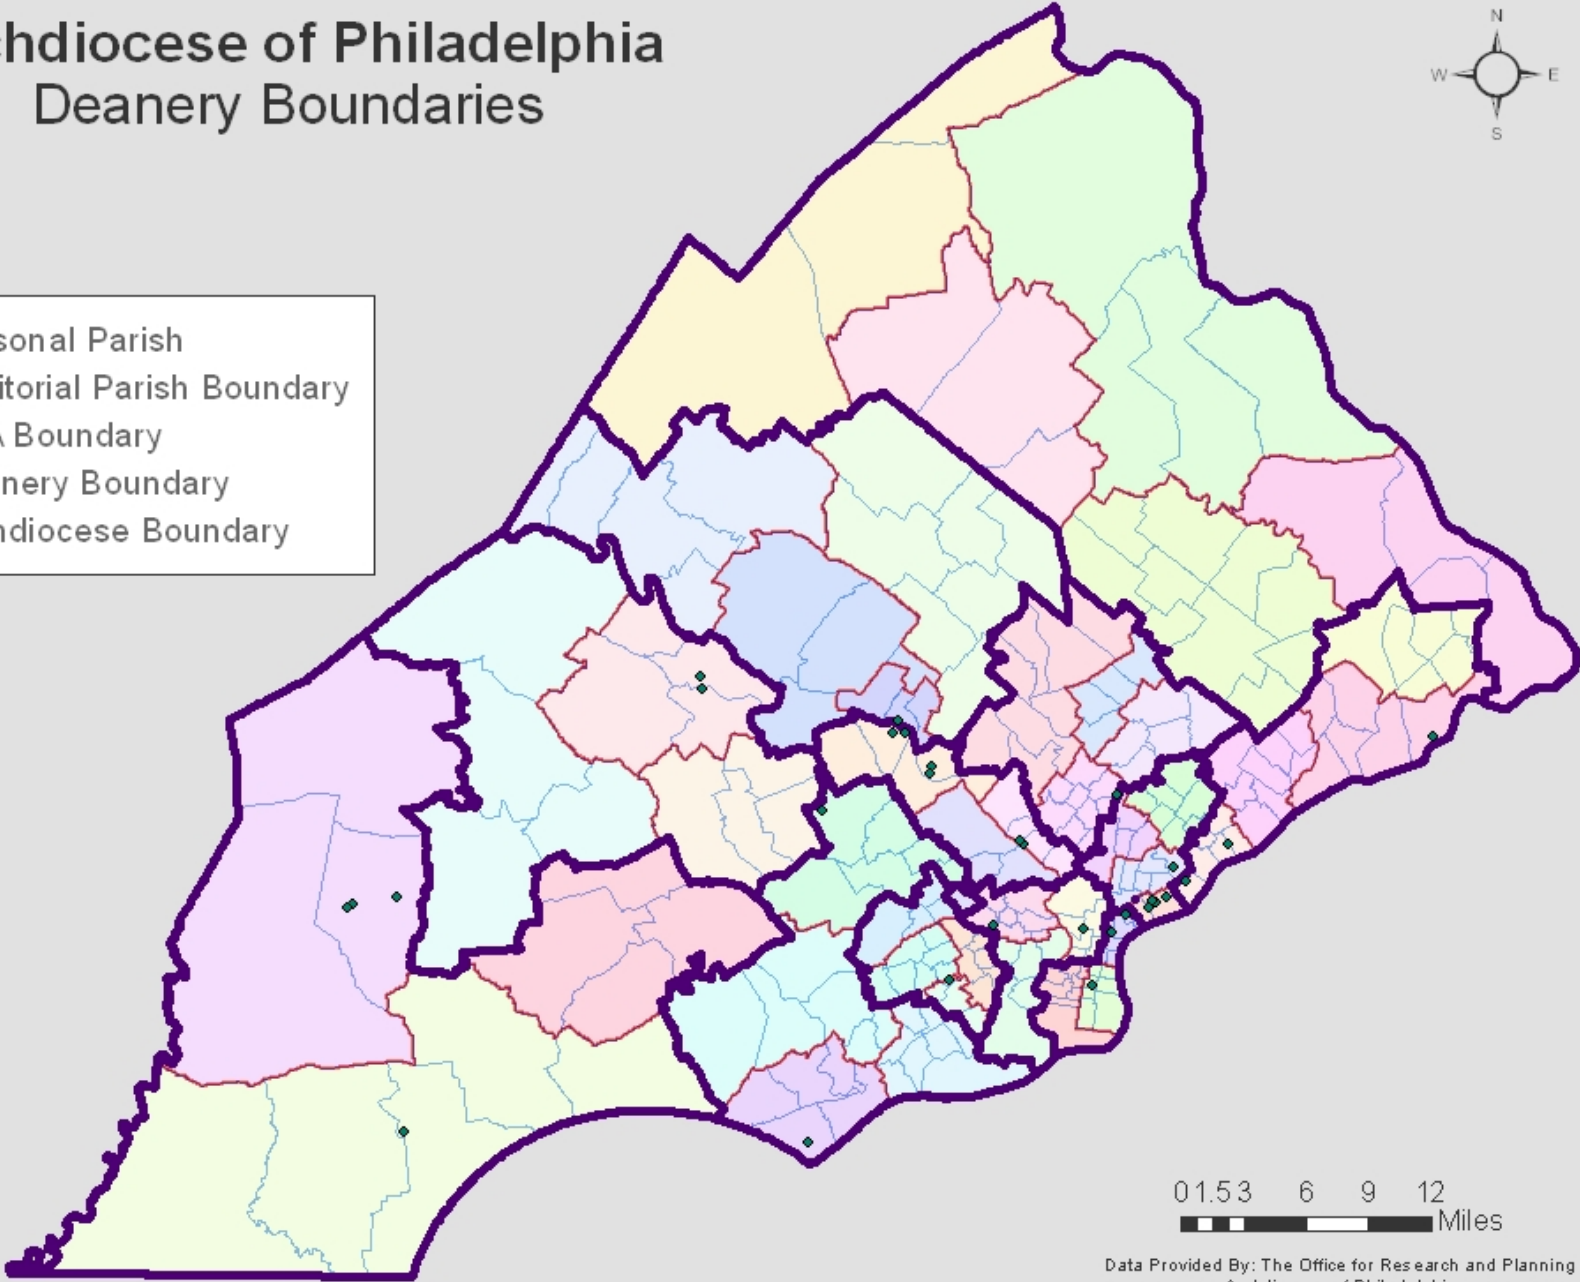 chdiocese of Philadelphia
Deanery Boundaries
N
W E
S
sonal Parish
itorial Parish Boundary
A Boundary
nery Boundary
ndiocese Boundary
0 1.5 3 6 9 12
Miles
Data Provided By: The Office for Research and Planning